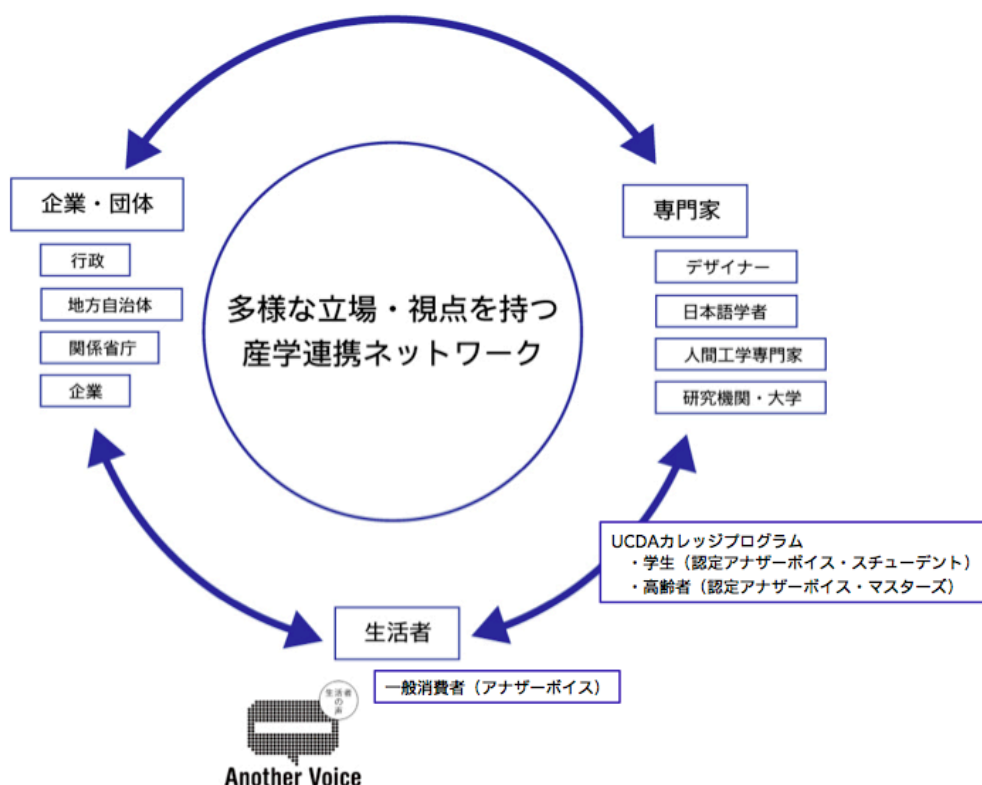 企業・団体
行政
地方自治体
関係省庁
企業
多様な立場・視点を持つ
産学連携ネットワーク
専門家
デザイナー
日本語学者
人間工学専門家
研究機関・大学
UCDAカレッジプログラム
・学生（認定アナザーボイス・スチューデント）
・高齢者（認定アナザーボイス・マスターズ）
生活者
一般消費者（アナザーボイス）
生活者
の
声
Another Voice